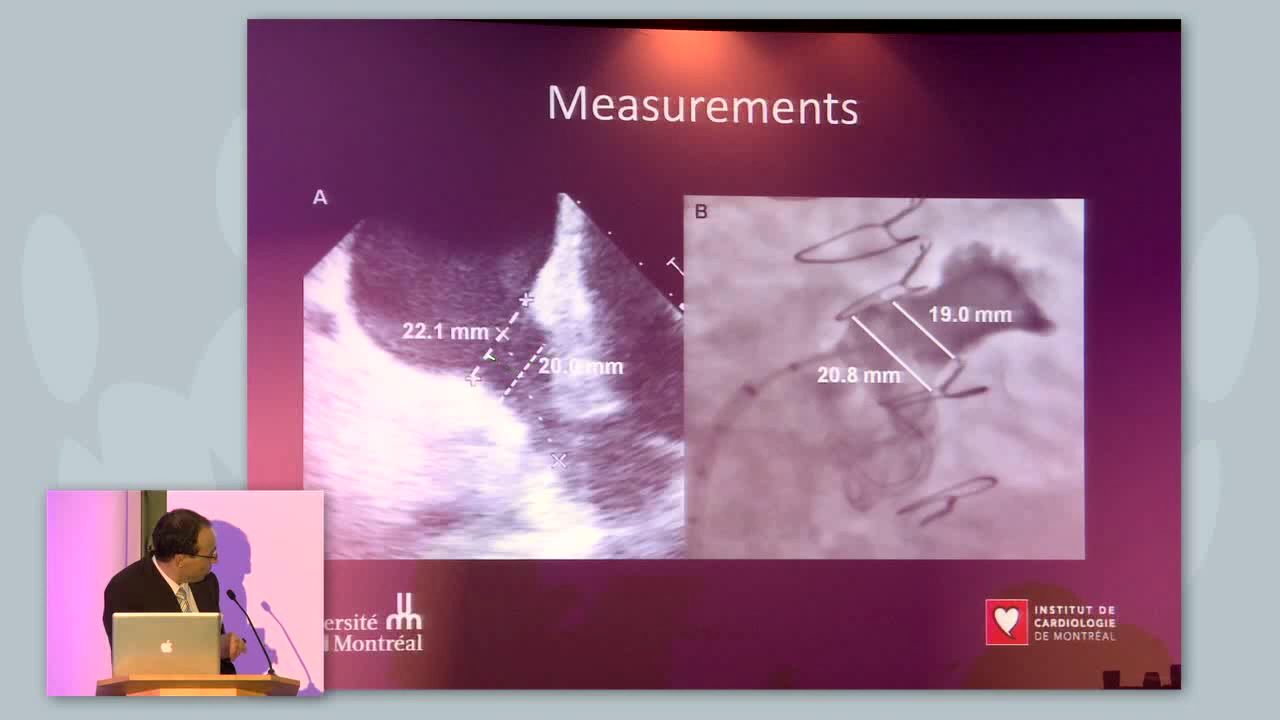 Measurements
A
22.1 mm
20.0 mm
B
19.0 mm
20.8 mm
ersité
Montréal
INSTITUT DE
CARDIOLOGIE
DE MONTRÉAL